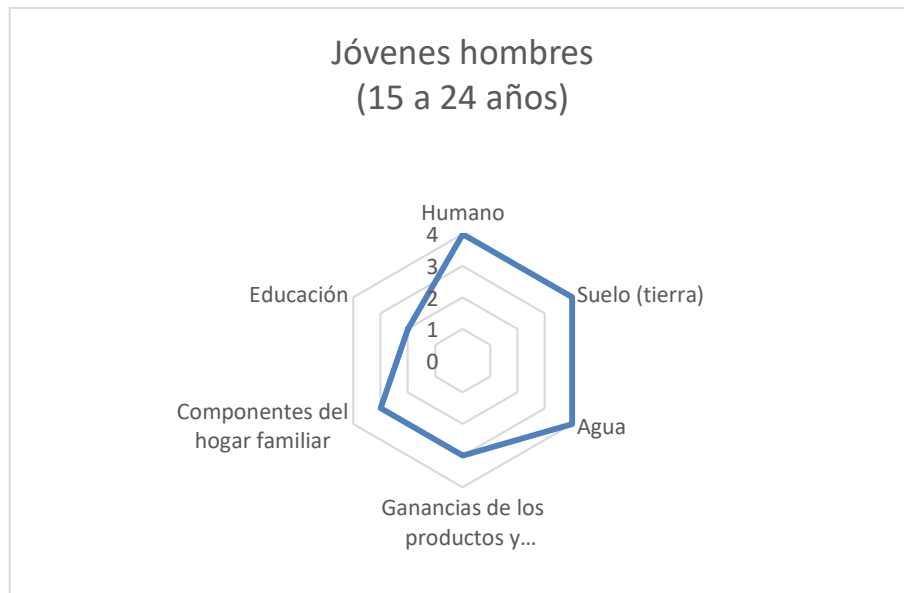 Jóvenes hombres
(15 a 24 años)
Humano
4
3
2
1
0
Suelo (tierra)
Agua
Ganancias de los
productos y...
Componentes del
hogar familiar
Educación